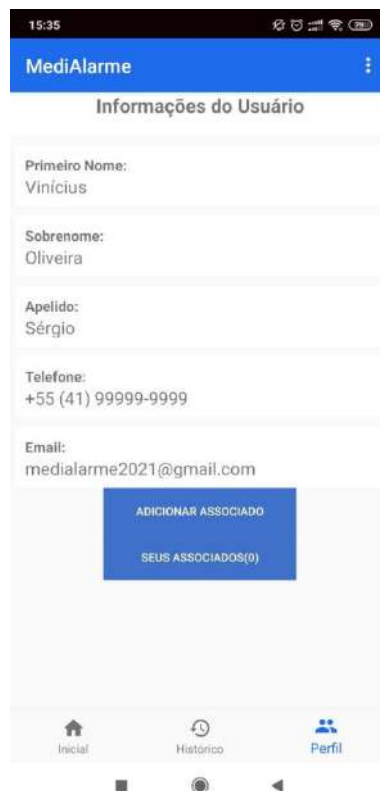 15:35
79
MediAlarme
Informações do Usuário
Primeiro Nome:
Vinícius
Sobrenome:
Oliveira
Apelido:
Sérgio
Telefone:
+55 (41) 99999-9999
Email:
medialarme2021@gmail.com
ADICIONAR ASSOCIADO
SEUS ASSOCIADOS(0)
Inicial Histórico Perfil